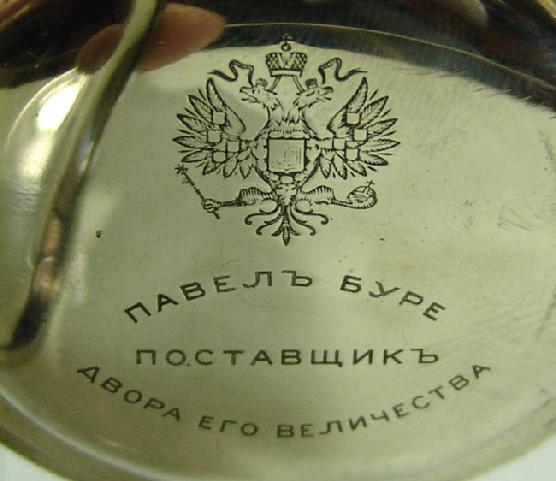 ПАВЕЛЪ БУРЕ
ПОСТАВЩИКЪ
ДВОРА ЕГО ВЕЛИЧЕСТВА